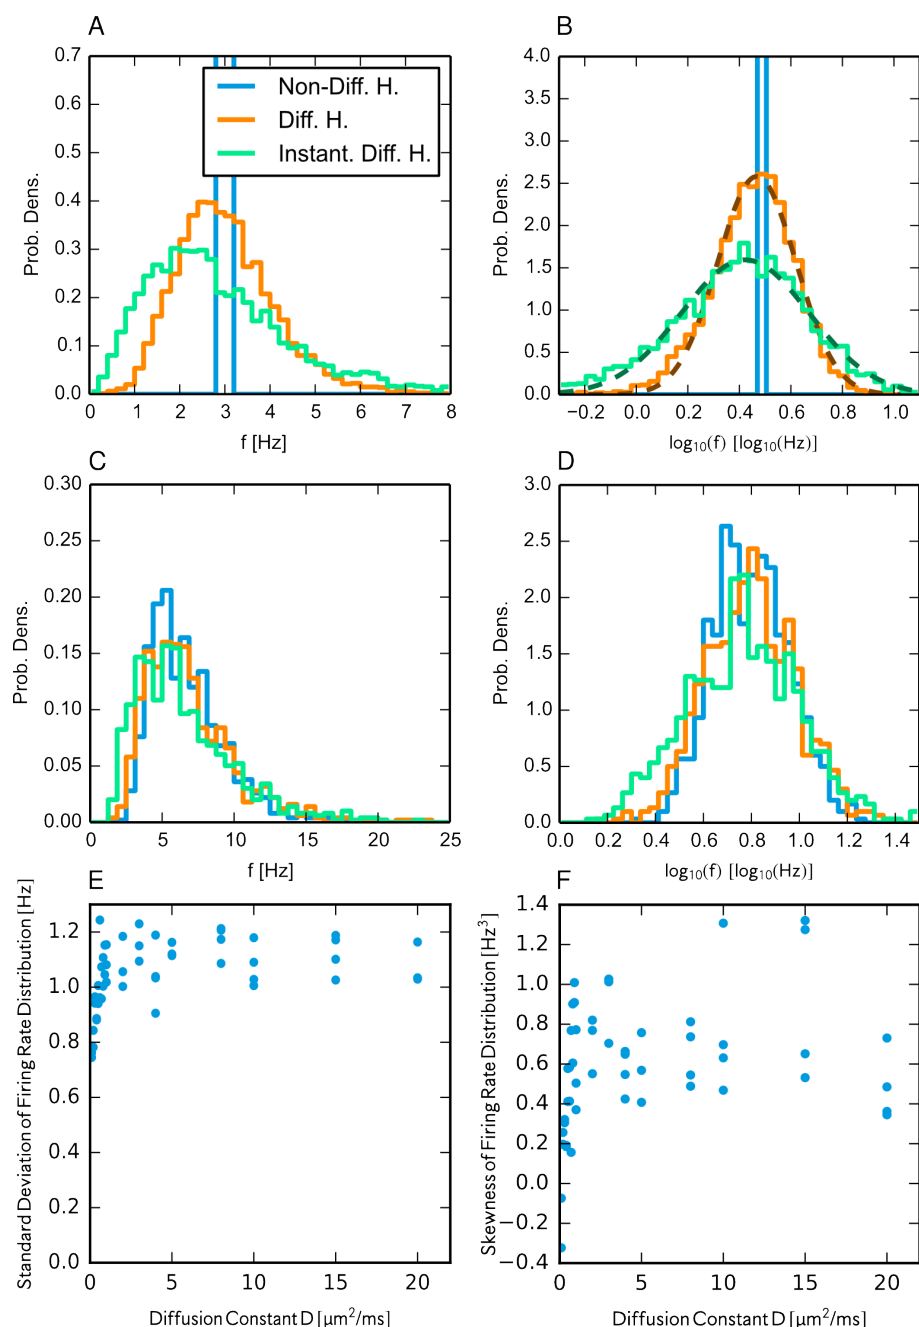 A
0.7
0.6
0.5
0.4
0.3
0.2
0.1
0.0
Prob. Dens.
Non-Diff. H.
Diff. H.
Instant. Diff. H.
0 1 2 3 4 5 6 7 8
f [Hz]
B
4.0
3.5
3.0
2.5
2.0
1.5
1.0
0.5
0.0
Prob. Dens.
−0.2 0.0 0.2 0.4 0.6 0.8 1.0
log₁₀(f) [log₁₀(Hz)]
C
0.30
0.25
0.20
0.15
0.10
0.05
0.00
Prob. Dens.
0 5 10 15 20 25
f [Hz]
D
3.0
2.5
2.0
1.5
1.0
0.5
0.0
Prob. Dens.
0.0 0.2 0.4 0.6 0.8 1.0 1.2 1.4
log₁₀(f) [log₁₀(Hz)]
E
1.2
1.0
0.8
0.6
0.4
0.2
0.0
Standard Deviation of Firing Rate Distribution [Hz]
0 5 10 15 20
Diffusion Constant D [µm²/ms]
F
1.4
1.2
1.0
0.8
0.6
0.4
0.2
0.0
−0.2
−0.4
Skewness of Firing Rate Distribution [Hz³]
0 5 10 15 20
Diffusion Constant D [µm²/ms]